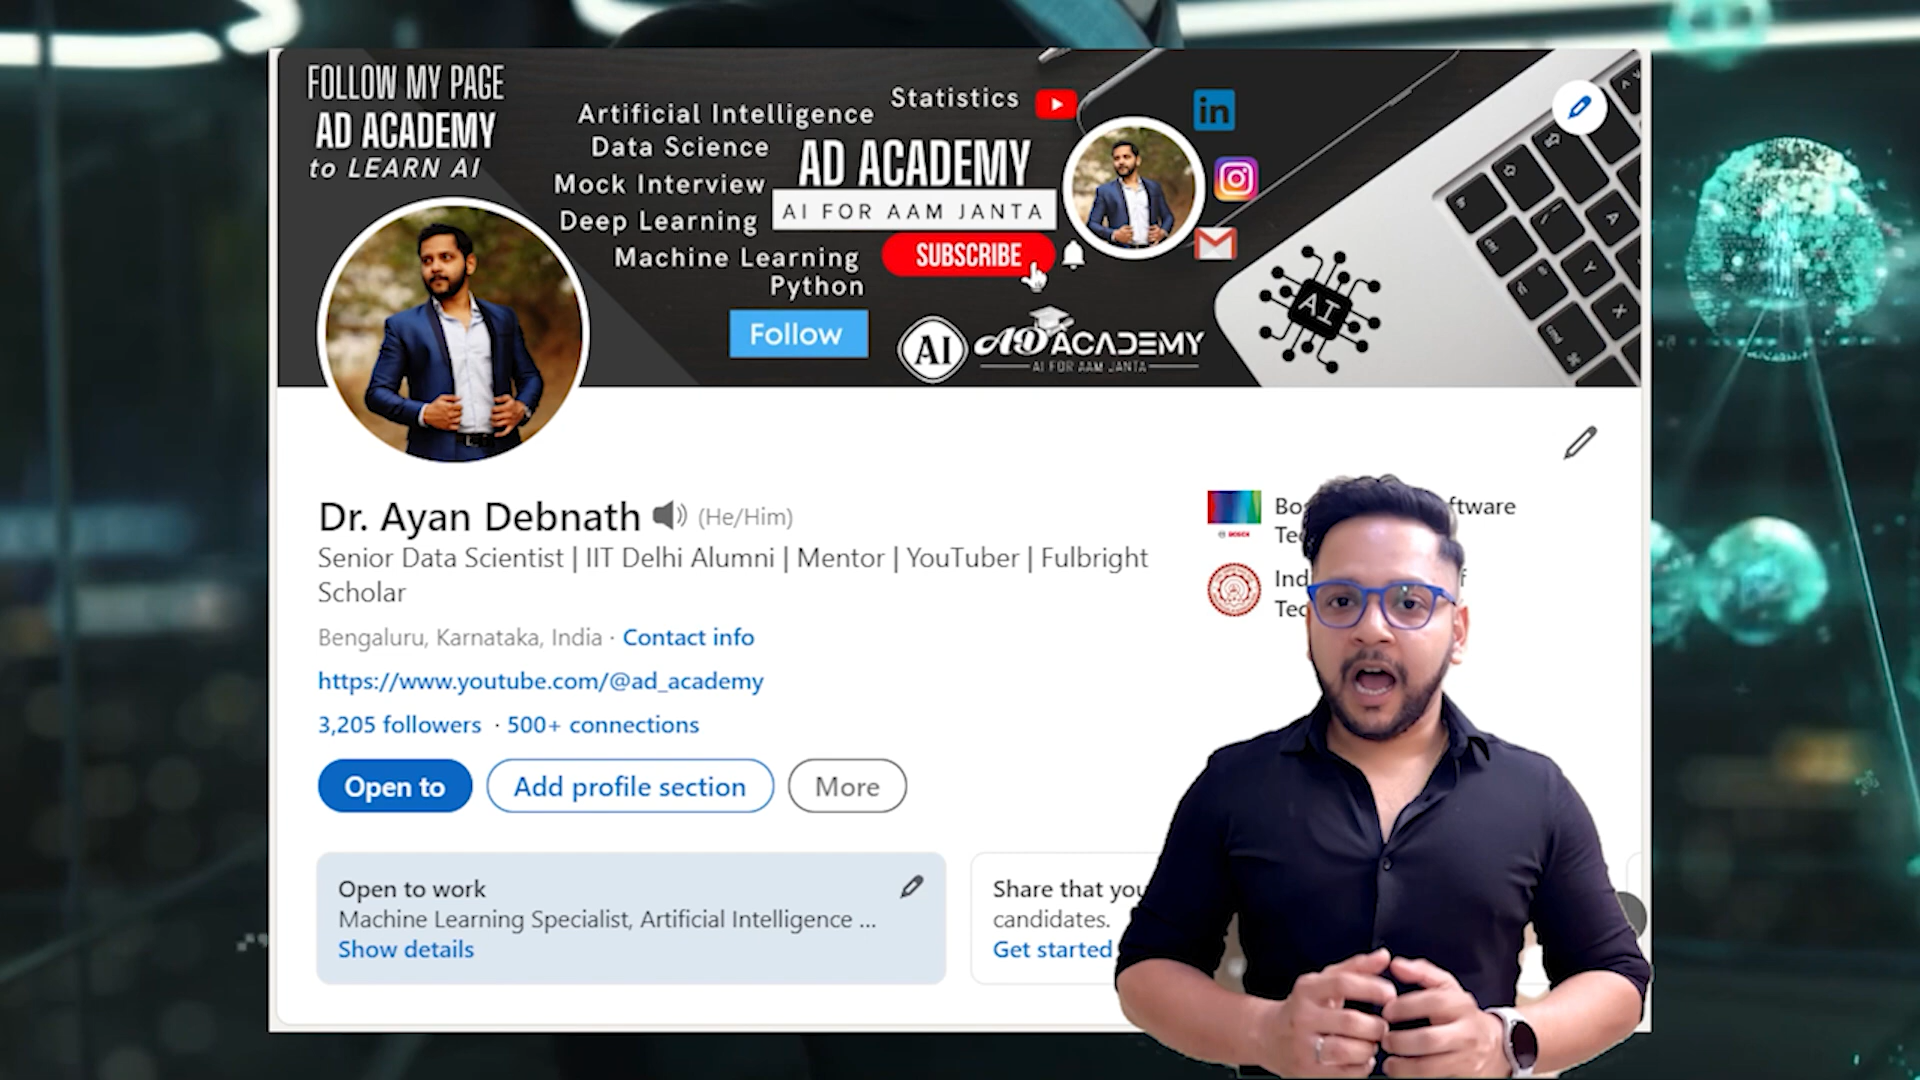 FOLLOW MY PAGE
AD ACADEMY
to LEARN AI
Artificial Intelligence
Statistics
Data Science
Mock Interview
Deep Learning
Machine Learning
Python
AD ACADEMY
AI FOR AAM JANTA
SUBSCRIBE
Follow
AI
AD ACADEMY
AI FOR AAM JANTA
in
AI
Dr. Ayan Debnath (He/Him)
Senior Data Scientist | IIT Delhi Alumni | Mentor | YouTuber | Fulbright
Scholar
Bengaluru, Karnataka, India · Contact info
https://www.youtube.com/@ad_academy
3,205 followers · 500+ connections
Open to
Add profile section
More
Open to work
Machine Learning Specialist, Artificial Intelligence ...
Show details
Share that you
candidates.
Get started
BOSCH